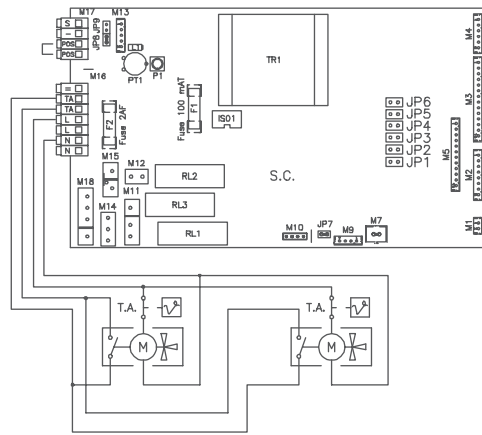 M17
M13
S
-
POS
POS
JP9
JP8
L1
PT1
P1
M16
TR1
M4
M3
=
TA
TA
L
L
N
N
F2
Fuse 2AF
Fuse 100 mAT
F1
ISO1
JP6
JP5
JP4
JP3
JP2
JP1
M5
M2
M15
M12
RL2
S.C.
M18
M14
M11
RL3
RL1
M10
JP7
M9
M7
M1
T.A.
T.A.
M
M